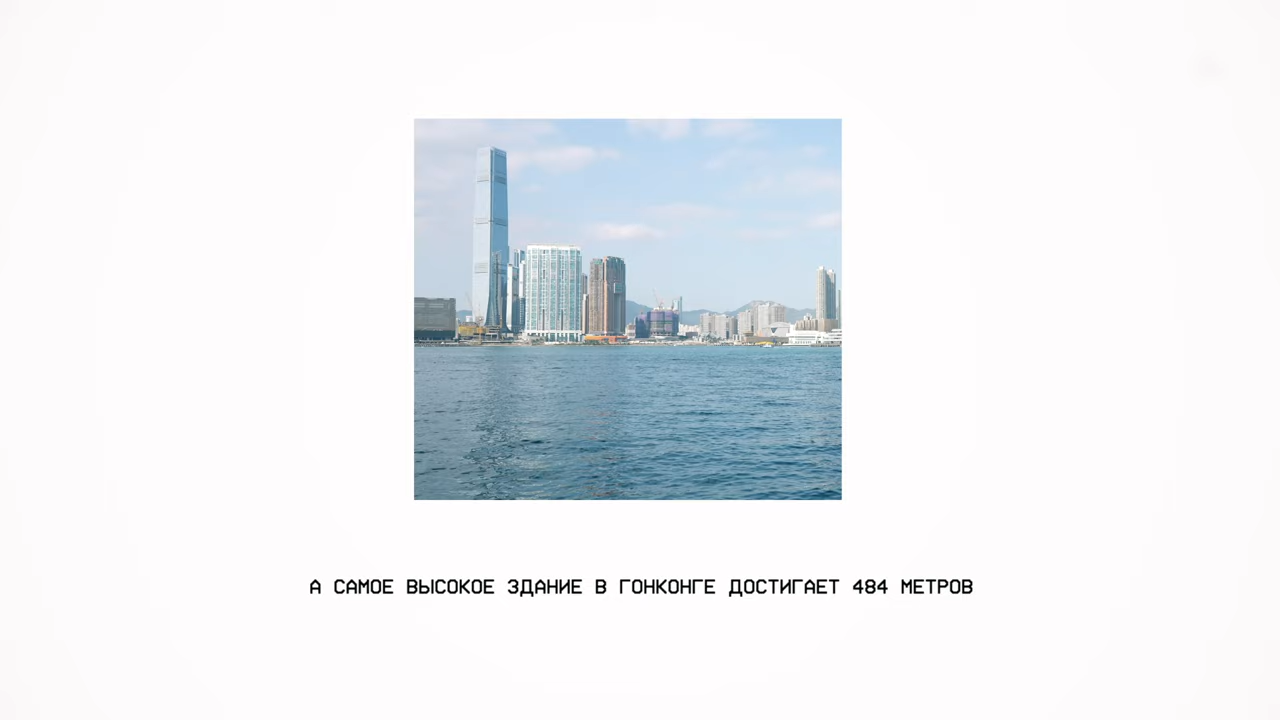 А САМОЕ ВЫСОКОЕ ЗДАНИЕ В ГОНКОНГЕ ДОСТИГАЕТ 484 МЕТРОВ